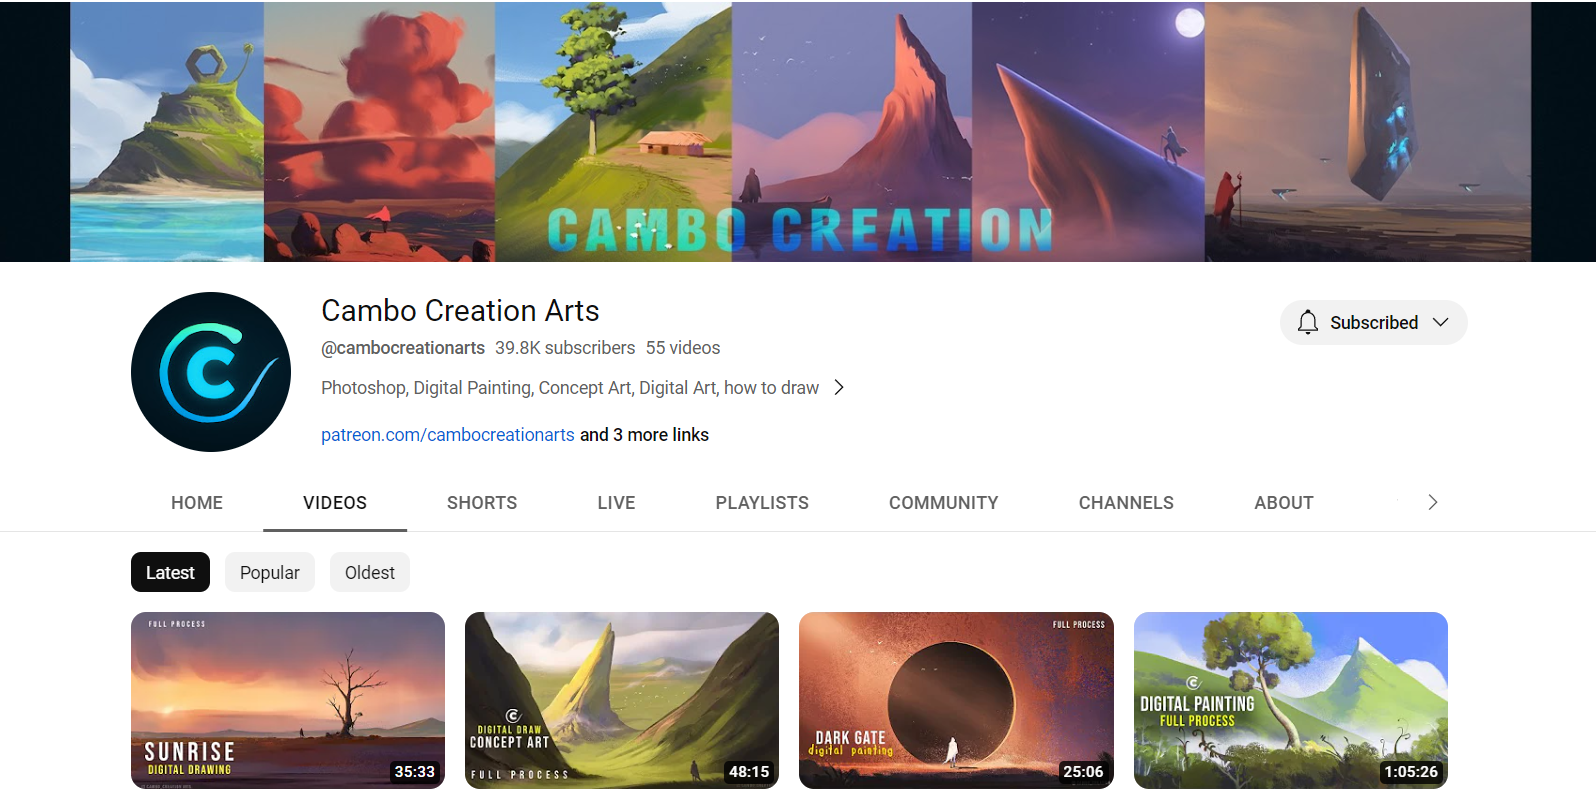 CAMBO CREATION
Cambo Creation Arts
@cambocreationarts 39.8K subscribers 55 videos
Photoshop, Digital Painting, Concept Art, Digital Art, how to draw
patreon.com/cambocreationarts and 3 more links
Subscribed
HOME VIDEOS SHORTS LIVE PLAYLISTS COMMUNITY CHANNELS ABOUT
Latest Popular Oldest
FULL PROCESS
SUNRISE
DIGITAL DRAWING
35:33
DIGITAL DRAW
CONCEPT ART
FULL PROCESS
48:15
FULL PROCESS
DARK GATE
digital painting
25:06
DIGITAL PAINTING
FULL PROCESS
1:05:26